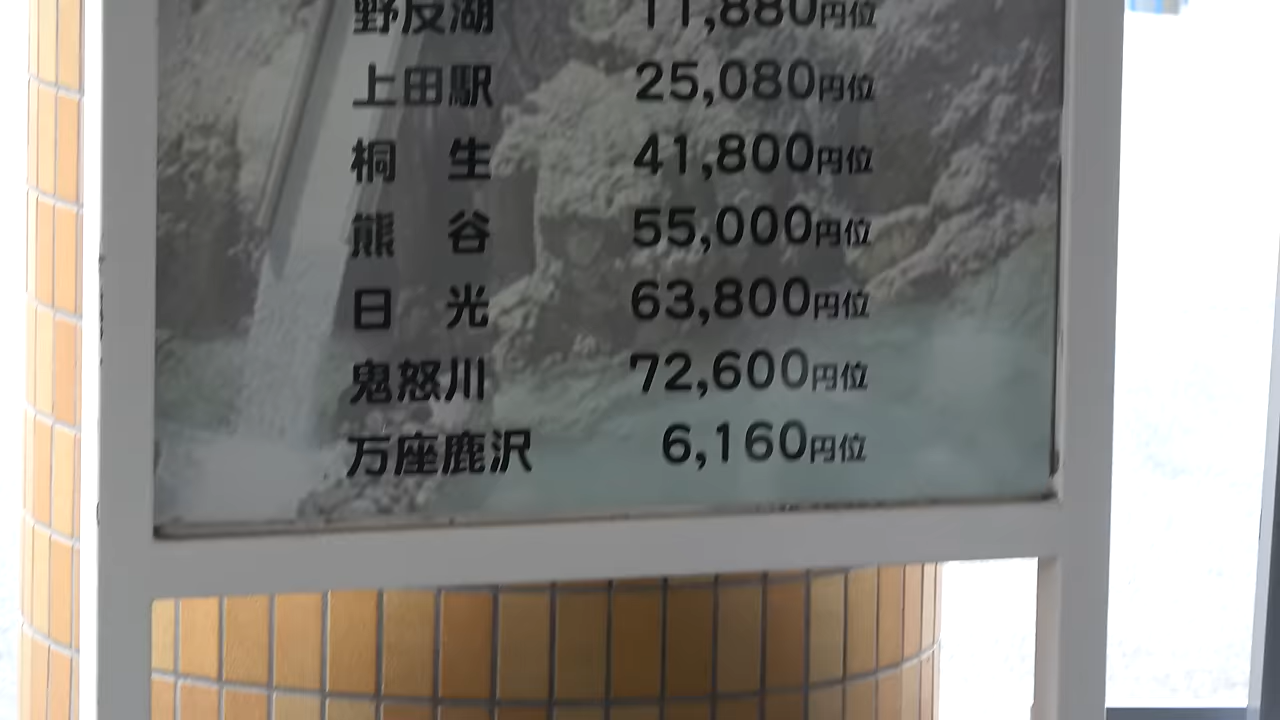 野反湖 11,880円位
上田駅 25,080円位
桐 生 41,800円位
熊 谷 55,000円位
日 光 63,800円位
鬼怒川 72,600円位
万座鹿沢 6,160円位